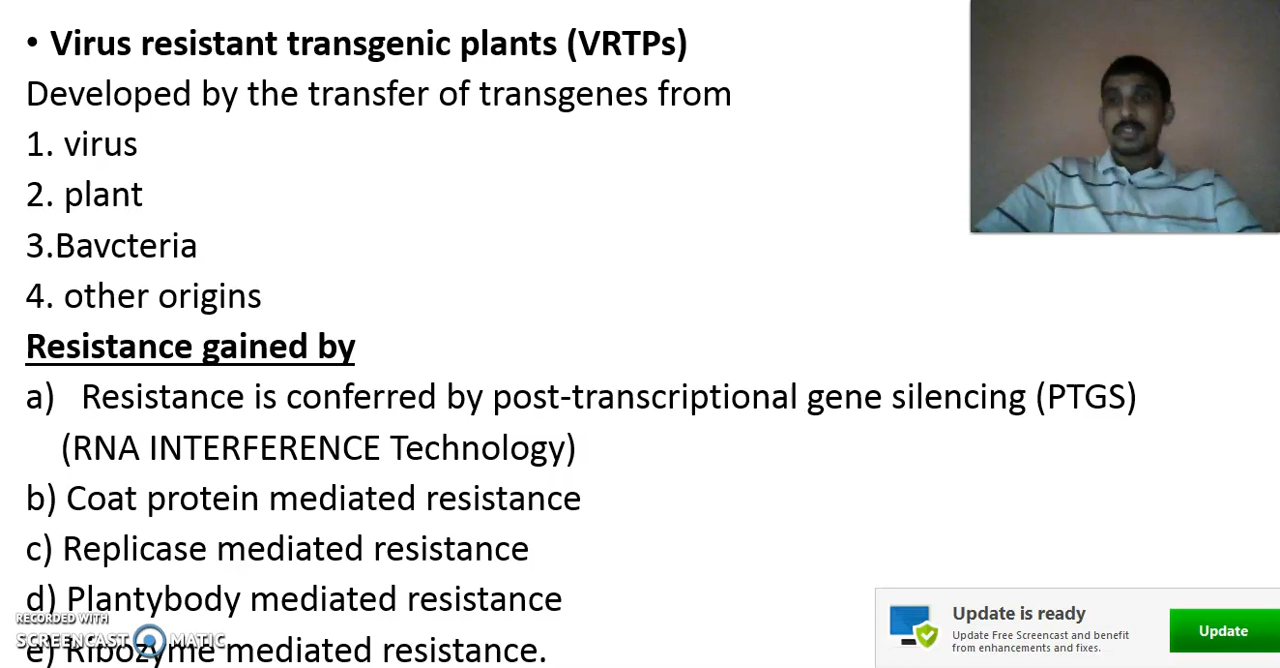 • Virus resistant transgenic plants (VRTPs)
Developed by the transfer of transgenes from
1. virus
2. plant
3.Bavcteria
4. other origins
Resistance gained by
a) Resistance is conferred by post-transcriptional gene silencing (PTGS)
(RNA INTERFERENCE Technology)
b) Coat protein mediated resistance
c) Replicase mediated resistance
d) Plantybody mediated resistance
e) Ribozyme mediated resistance.
RECORDED WITH
SCREENCAST MATIC
Update is ready
Update Free Screencast and benefit
from enhancements and fixes.
Update